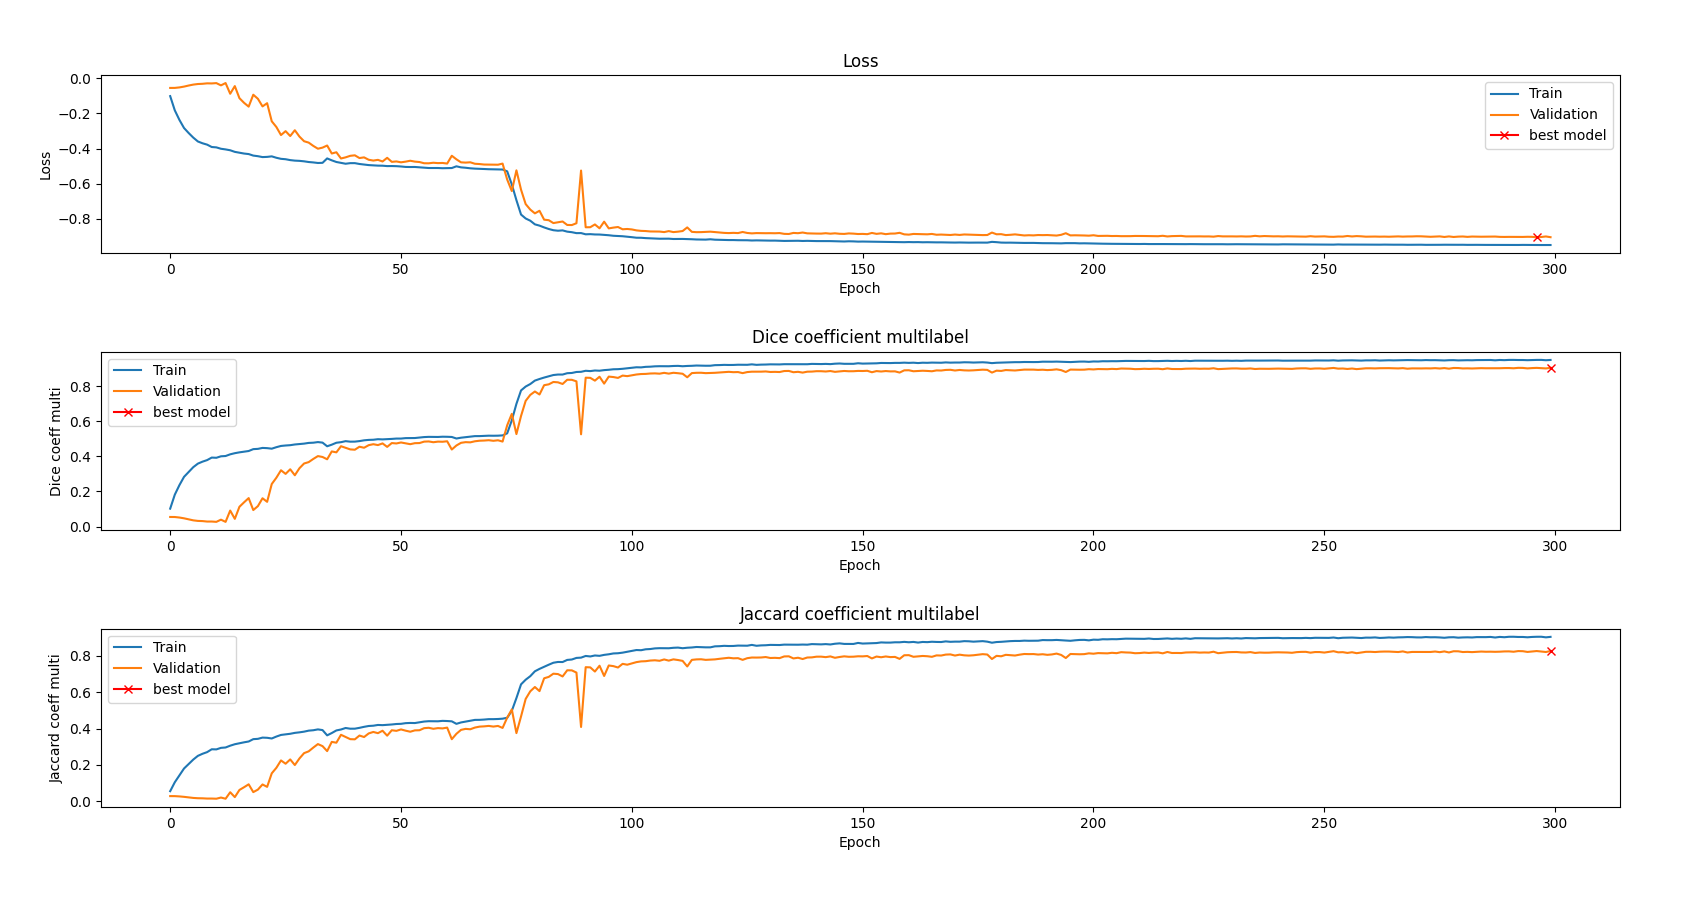 Loss
0.0
−0.2
−0.4
−0.6
−0.8
Loss
Train
Validation
best model
0 50 100 150 200 250 300
Epoch
Dice coefficient multilabel
0.8
0.6
0.4
0.2
0.0
Dice coeff multi
Train
Validation
best model
0 50 100 150 200 250 300
Epoch
Jaccard coefficient multilabel
0.8
0.6
0.4
0.2
0.0
Jaccard coeff multi
Train
Validation
best model
0 50 100 150 200 250 300
Epoch